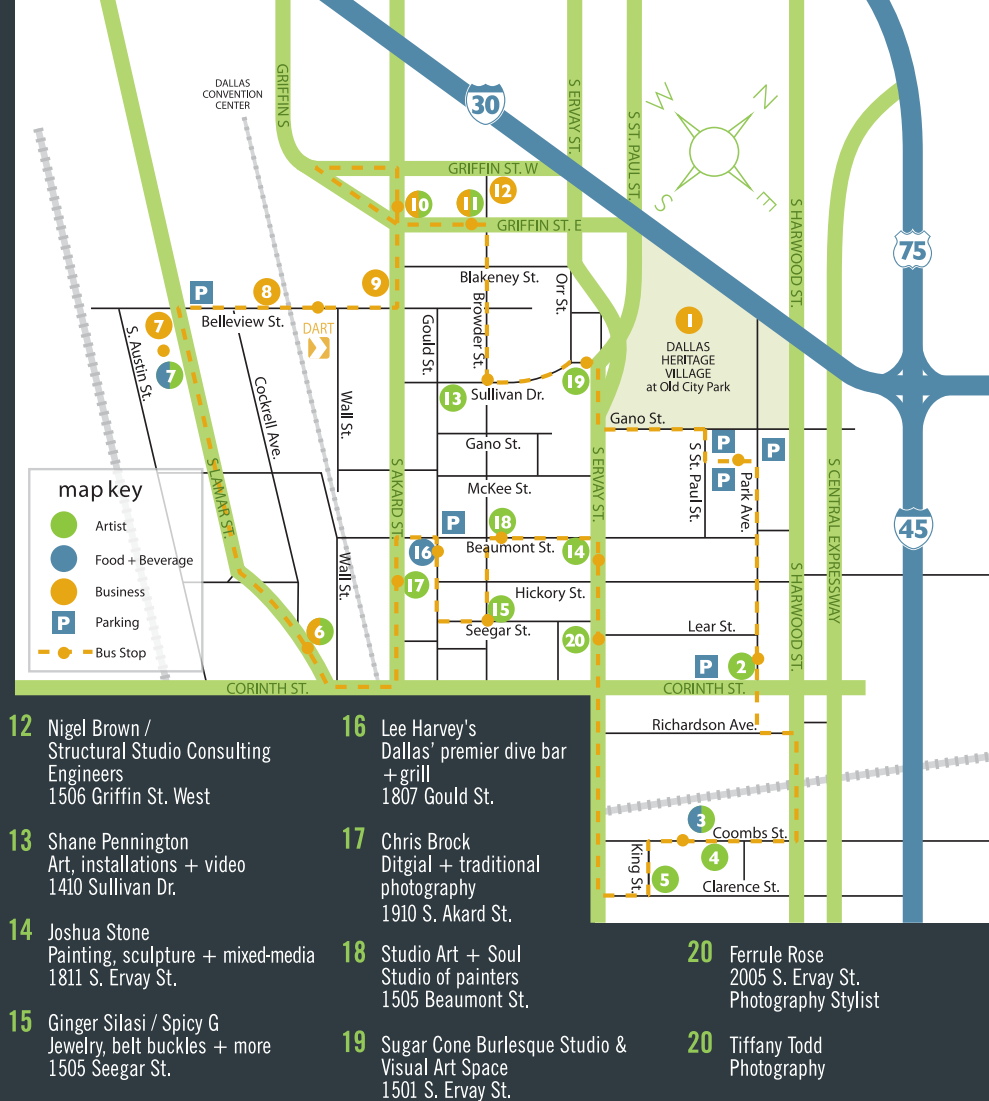 DALLAS
CONVENTION
CENTER
GRIFFIN S
30
S ERVAY ST.
S ST. PAUL ST.
W
N
S
E
GRIFFIN ST. W
12
10
11
GRIFFIN ST. E
S HARWOOD ST.
75
Blakeney St.
Orr St.
9
8
P
Belleview St.
DART
7
7
S. Austin St.
Gould St.
Browder St.
1
DALLAS
HERITAGE
VILLAGE
at Old City Park
19
13
Sullivan Dr.
Cockrell Ave.
Wall St.
Gano St.
Gano St.
P
P
P
S St. Paul St.
Park Ave.
S LAMAR ST.
S AKARD ST.
S ERVAY ST.
S CENTRAL EXPRESSWAY
McKee St.
map key
Artist
Food + Beverage
Business
P
Parking
Bus Stop
P
18
45
16
Beaumont St.
14
Wall St.
17
Hickory St.
S HARWOOD ST.
15
Seegar St.
20
Lear St.
6
P
2
CORINTH ST.
CORINTH ST.
Richardson Ave.
3
Coombs St.
4
King St.
5
Clarence St.
12 Nigel Brown /
Structural Studio Consulting
Engineers
1506 Griffin St. West
13 Shane Pennington
Art, installations + video
1410 Sullivan Dr.
14 Joshua Stone
Painting, sculpture + mixed-media
1811 S. Ervay St.
15 Ginger Silasi / Spicy G
Jewelry, belt buckles + more
1505 Seegar St.
16 Lee Harvey's
Dallas' premier dive bar
+grill
1807 Gould St.
17 Chris Brock
Ditgial + traditional
photography
1910 S. Akard St.
18 Studio Art + Soul
Studio of painters
1505 Beaumont St.
19 Sugar Cone Burlesque Studio &
Visual Art Space
1501 S. Ervay St.
20 Ferrule Rose
2005 S. Ervay St.
Photography Stylist
20 Tiffany Todd
Photography